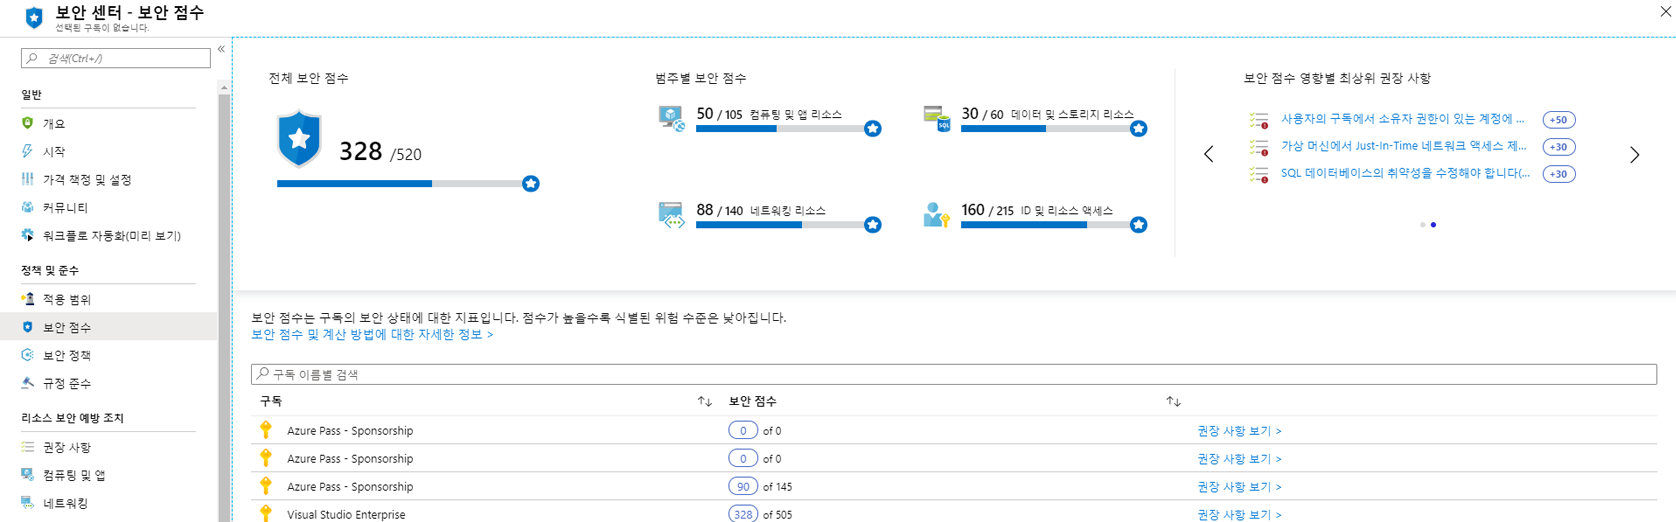 보안 센터 - 보안 점수
선택된 구독이 없습니다.
검색(Ctrl+/)
일반
개요
시작
가격 책정 및 설정
커뮤니티
워크플로 자동화(미리 보기)
정책 및 준수
적용 범위
보안 점수
보안 정책
규정 준수
리소스 보안 예방 조치
권장 사항
컴퓨팅 및 앱
네트워킹
전체 보안 점수
328 /520
범주별 보안 점수
50 / 105 컴퓨팅 및 앱 리소스
30 / 60 데이터 및 스토리지 리소스
SQL
88 / 140 네트워킹 리소스
160 / 215 ID 및 리소스 액세스
보안 점수 영향별 최상위 권장 사항
사용자의 구독에서 소유자 권한이 있는 계정에 ... +50
가상 머신에서 Just-In-Time 네트워크 액세스 제... +30
SQL 데이터베이스의 취약성을 수정해야 합니다(... +30
보안 점수는 구독의 보안 상태에 대한 지표입니다. 점수가 높을수록 식별된 위험 수준은 낮아집니다.
보안 점수 및 계산 방법에 대한 자세한 정보 >
구독 이름별 검색
구독 보안 점수
Azure Pass - Sponsorship 0 of 0 권장 사항 보기 >
Azure Pass - Sponsorship 0 of 0 권장 사항 보기 >
Azure Pass - Sponsorship 90 of 145 권장 사항 보기 >
Visual Studio Enterprise 328 of 505 권장 사항 보기 >